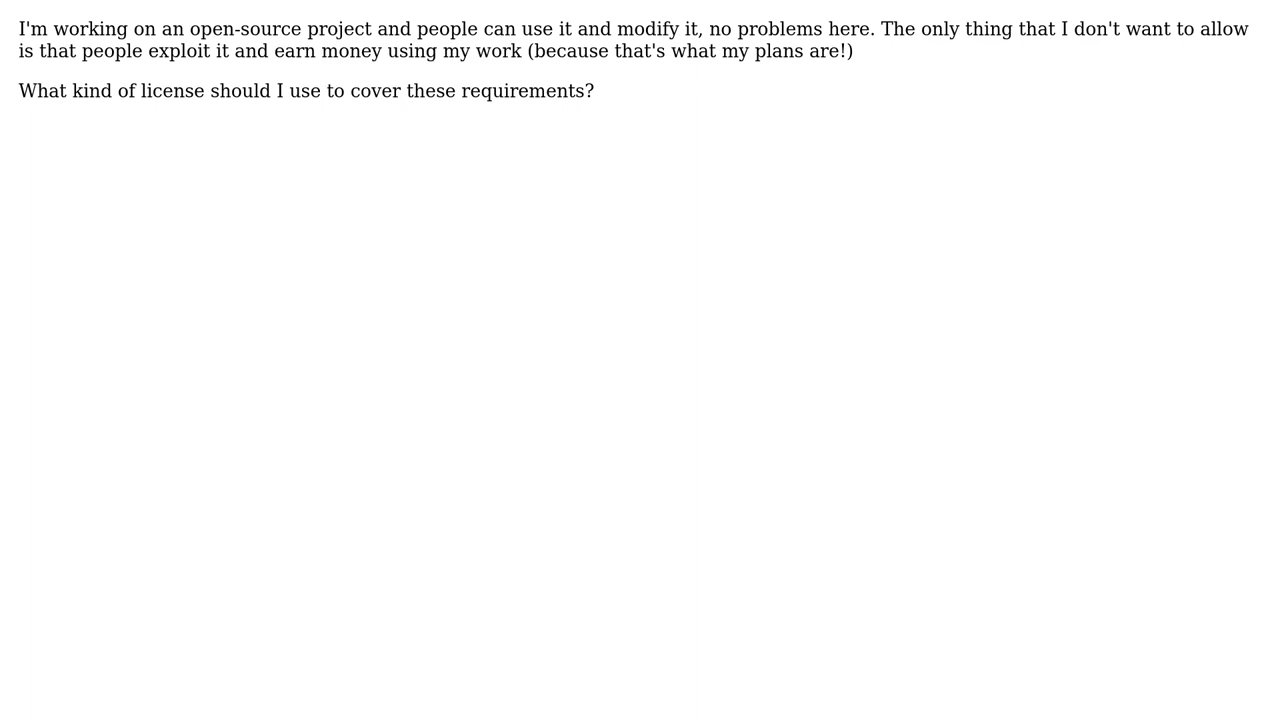 I'm working on an open-source project and people can use it and modify it, no problems here. The only thing that I don't want to allow
is that people exploit it and earn money using my work (because that's what my plans are!)
What kind of license should I use to cover these requirements?